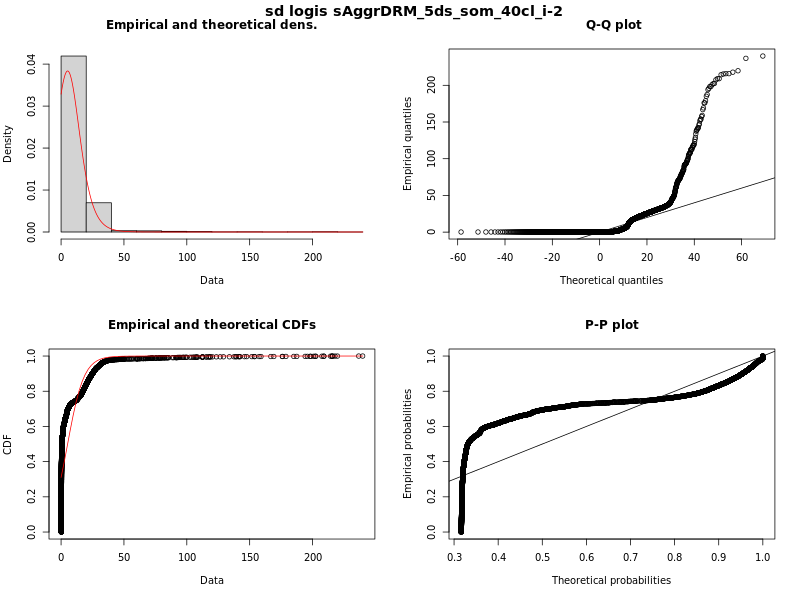 sd logis sAggrDRM_5ds_som_40cl_i-2
Empirical and theoretical dens.
Density
0.00 0.01 0.02 0.03 0.04
0 50 100 150 200
Data
Q-Q plot
Empirical quantiles
0 50 100 150 200
-60 -40 -20 0 20 40 60
Theoretical quantiles
Empirical and theoretical CDFs
CDF
0.0 0.2 0.4 0.6 0.8 1.0
0 50 100 150 200
Data
P-P plot
Empirical probabilities
0.0 0.2 0.4 0.6 0.8 1.0
0.3 0.4 0.5 0.6 0.7 0.8 0.9 1.0
Theoretical probabilities